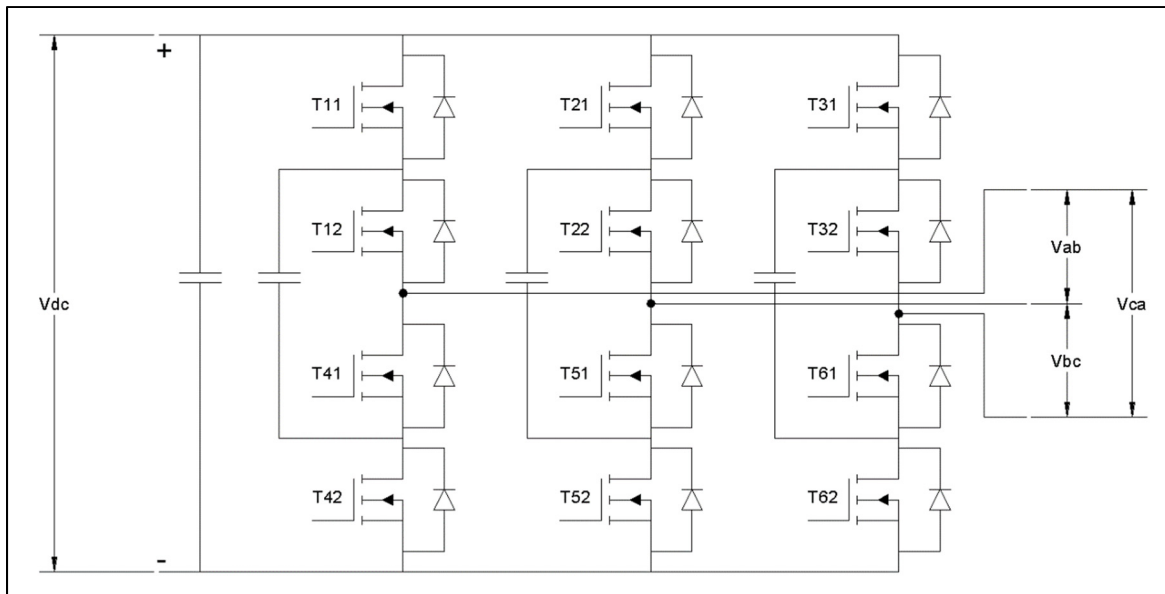 +
T11
T21
T31
T12
T22
T32
Vab
Vdc
Vca
Vbc
T41
T51
T61
T42
T52
T62
-